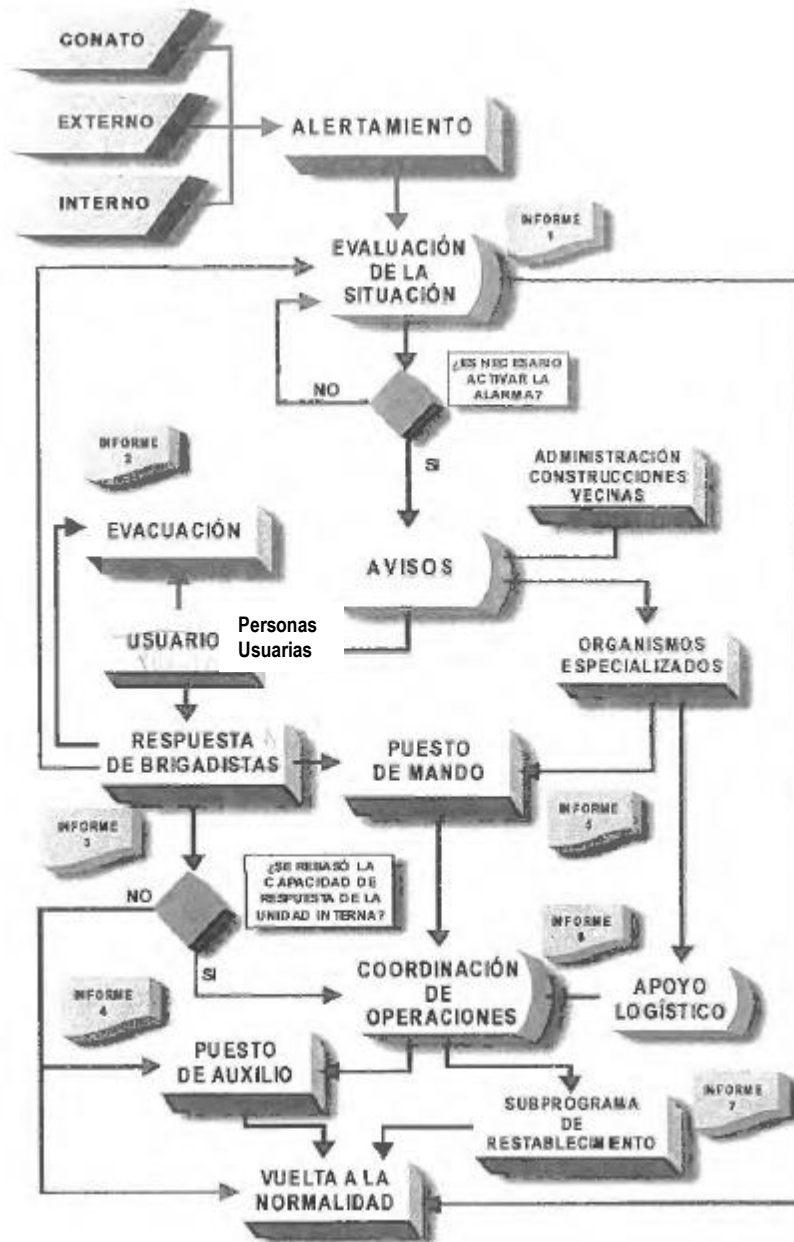 CONATO
EXTERNO
INTERNO
ALERTAMIENTO
INFORME
1
EVALUACIÓN
DE LA
SITUACIÓN
¿ES NECESARIO
ACTIVAR LA
ALARMA?
NO
SI
INFORME
2
ADMINISTRACIÓN
CONSTRUCCIONES
VECINAS
EVACUACIÓN
AVISOS
USUARIO
Personas
Usuarias
ORGANISMOS
ESPECIALIZADOS
RESPUESTA
DE BRIGADISTAS
PUESTO
DE MANDO
INFORME
3
INFORME
5
¿SE REBASÓ LA
CAPACIDAD DE
RESPUESTA DE LA
UNIDAD INTERNA?
NO
SI
INFORME
6
COORDINACIÓN
DE
OPERACIONES
APOYO
LOGÍSTICO
INFORME
4
PUESTO
DE AUXILIO
SUBPROGRAMA
DE
RESTABLECIMIENTO
INFORME
7
VUELTA A LA
NORMALIDAD